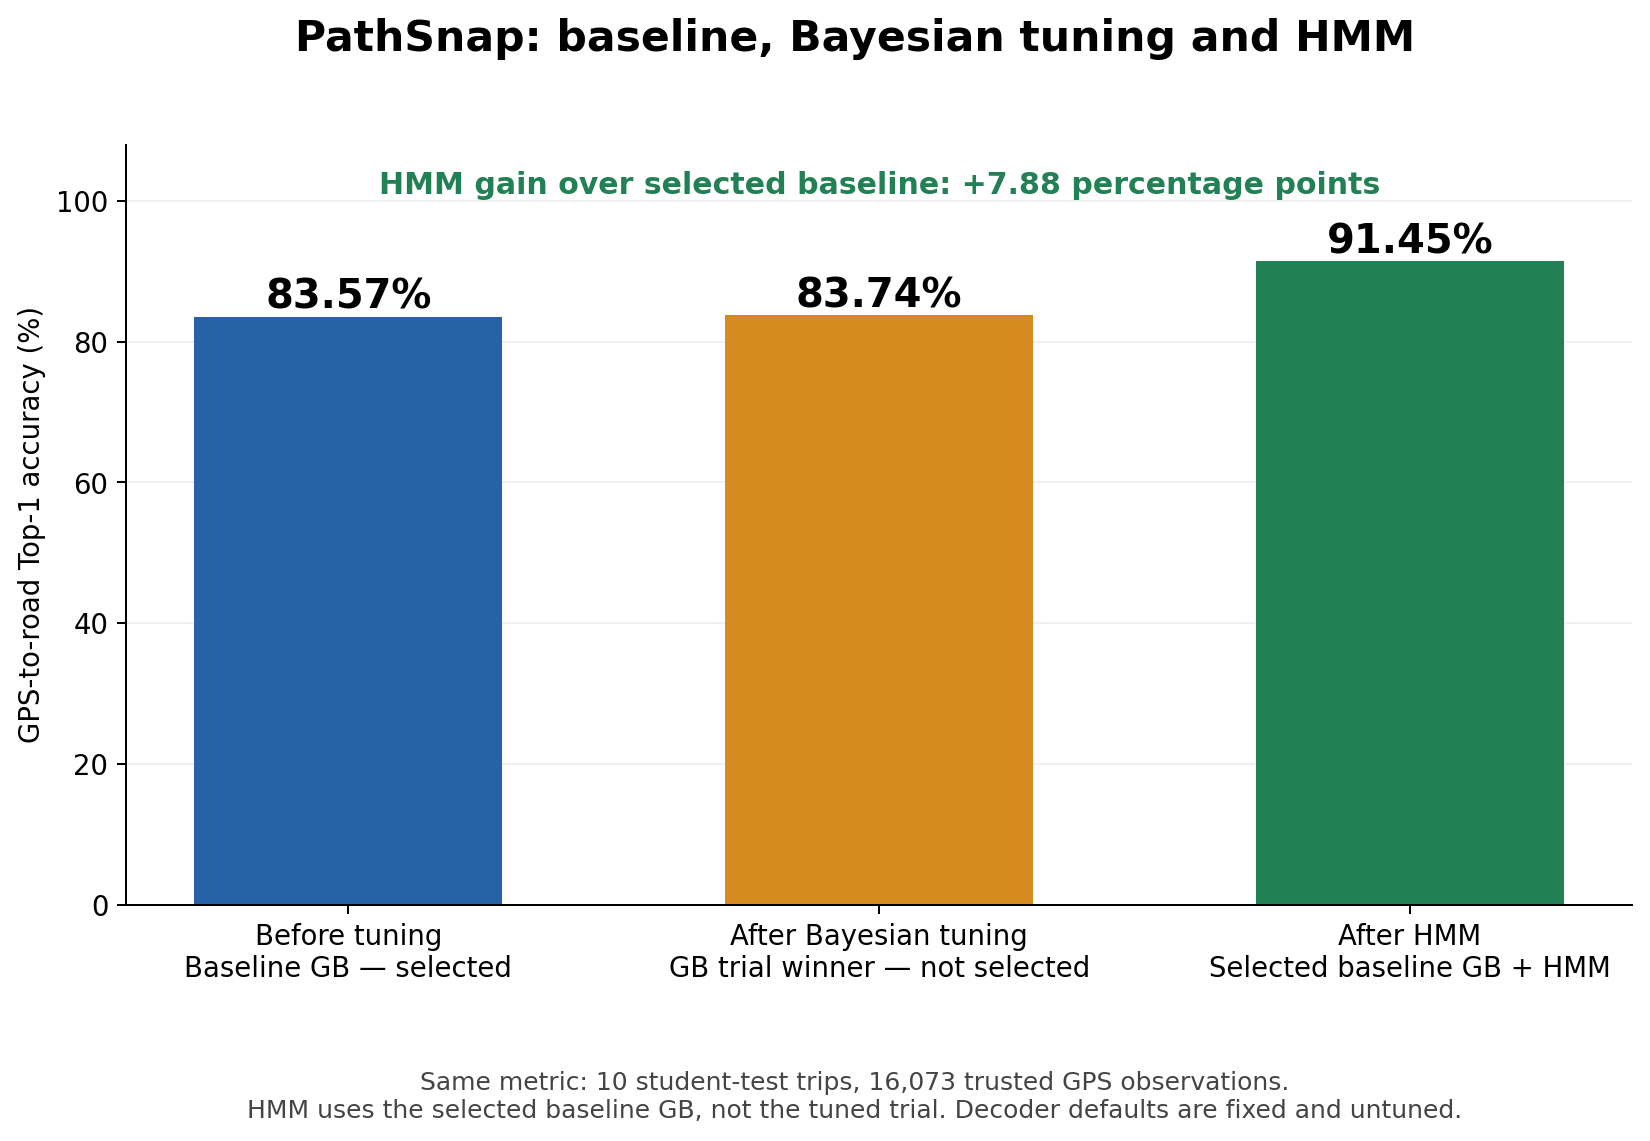 PathSnap: baseline, Bayesian tuning and HMM
HMM gain over selected baseline: +7.88 percentage points
GPS-to-road Top-1 accuracy (%)
100
80
60
40
20
0
83.57%
83.74%
91.45%
Before tuning
Baseline GB — selected
After Bayesian tuning
GB trial winner — not selected
After HMM
Selected baseline GB + HMM
Same metric: 10 student-test trips, 16,073 trusted GPS observations.
HMM uses the selected baseline GB, not the tuned trial. Decoder defaults are fixed and untuned.